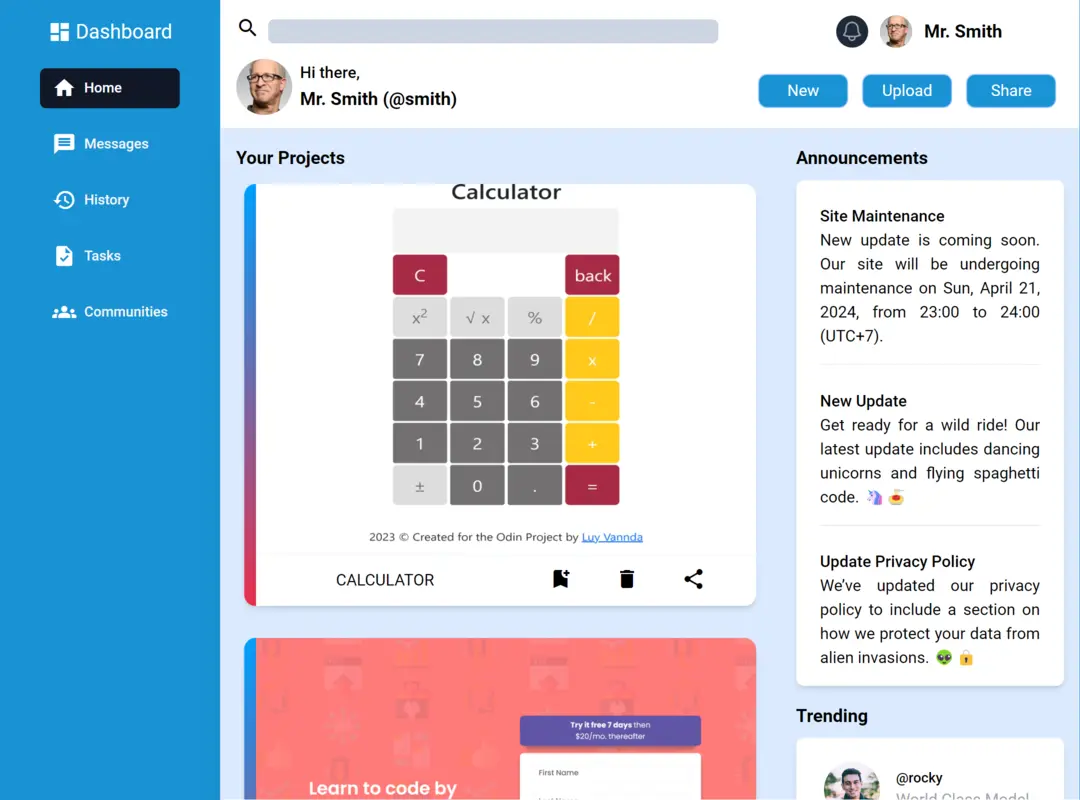 Dashboard
Home
Messages
History
Tasks
Communities
Mr. Smith
Hi there,
Mr. Smith (@smith)
New
Upload
Share
Your Projects
Calculator
C
back
x²
√ x
%
/
7
8
9
x
4
5
6
-
1
2
3
+
±
0
.
=
2023 © Created for the Odin Project by Luy Vannda
CALCULATOR
Try it free 7 days then
$20/mo. thereafter
First Name
Learn to code by
Announcements
Site Maintenance
New update is coming soon.
Our site will be undergoing
maintenance on Sun, April 21,
2024, from 23:00 to 24:00
(UTC+7).
New Update
Get ready for a wild ride! Our
latest update includes dancing
unicorns and flying spaghetti
code. 🦄 🍝
Update Privacy Policy
We’ve updated our privacy
policy to include a section on
how we protect your data from
alien invasions. 👽 🔒
Trending
@rocky
World Class Model